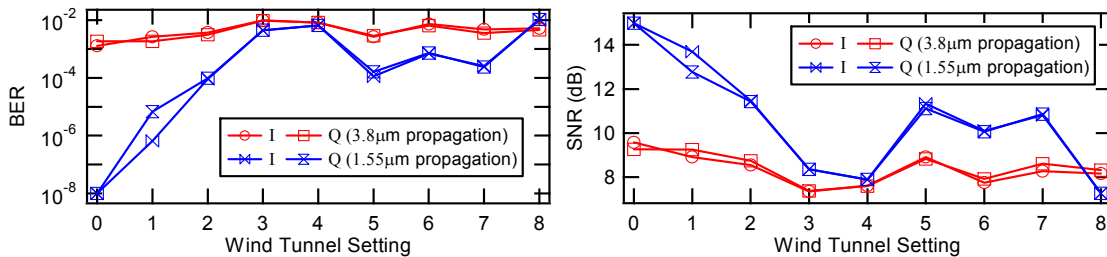 BER
10⁻²
10⁻⁴
10⁻⁶
10⁻⁸
I Q (3.8µm propagation)
I Q (1.55µm propagation)
0 1 2 3 4 5 6 7 8
Wind Tunnel Setting
SNR (dB)
14
12
10
8
I Q (3.8µm propagation)
I Q (1.55µm propagation)
0 1 2 3 4 5 6 7 8
Wind Tunnel Setting